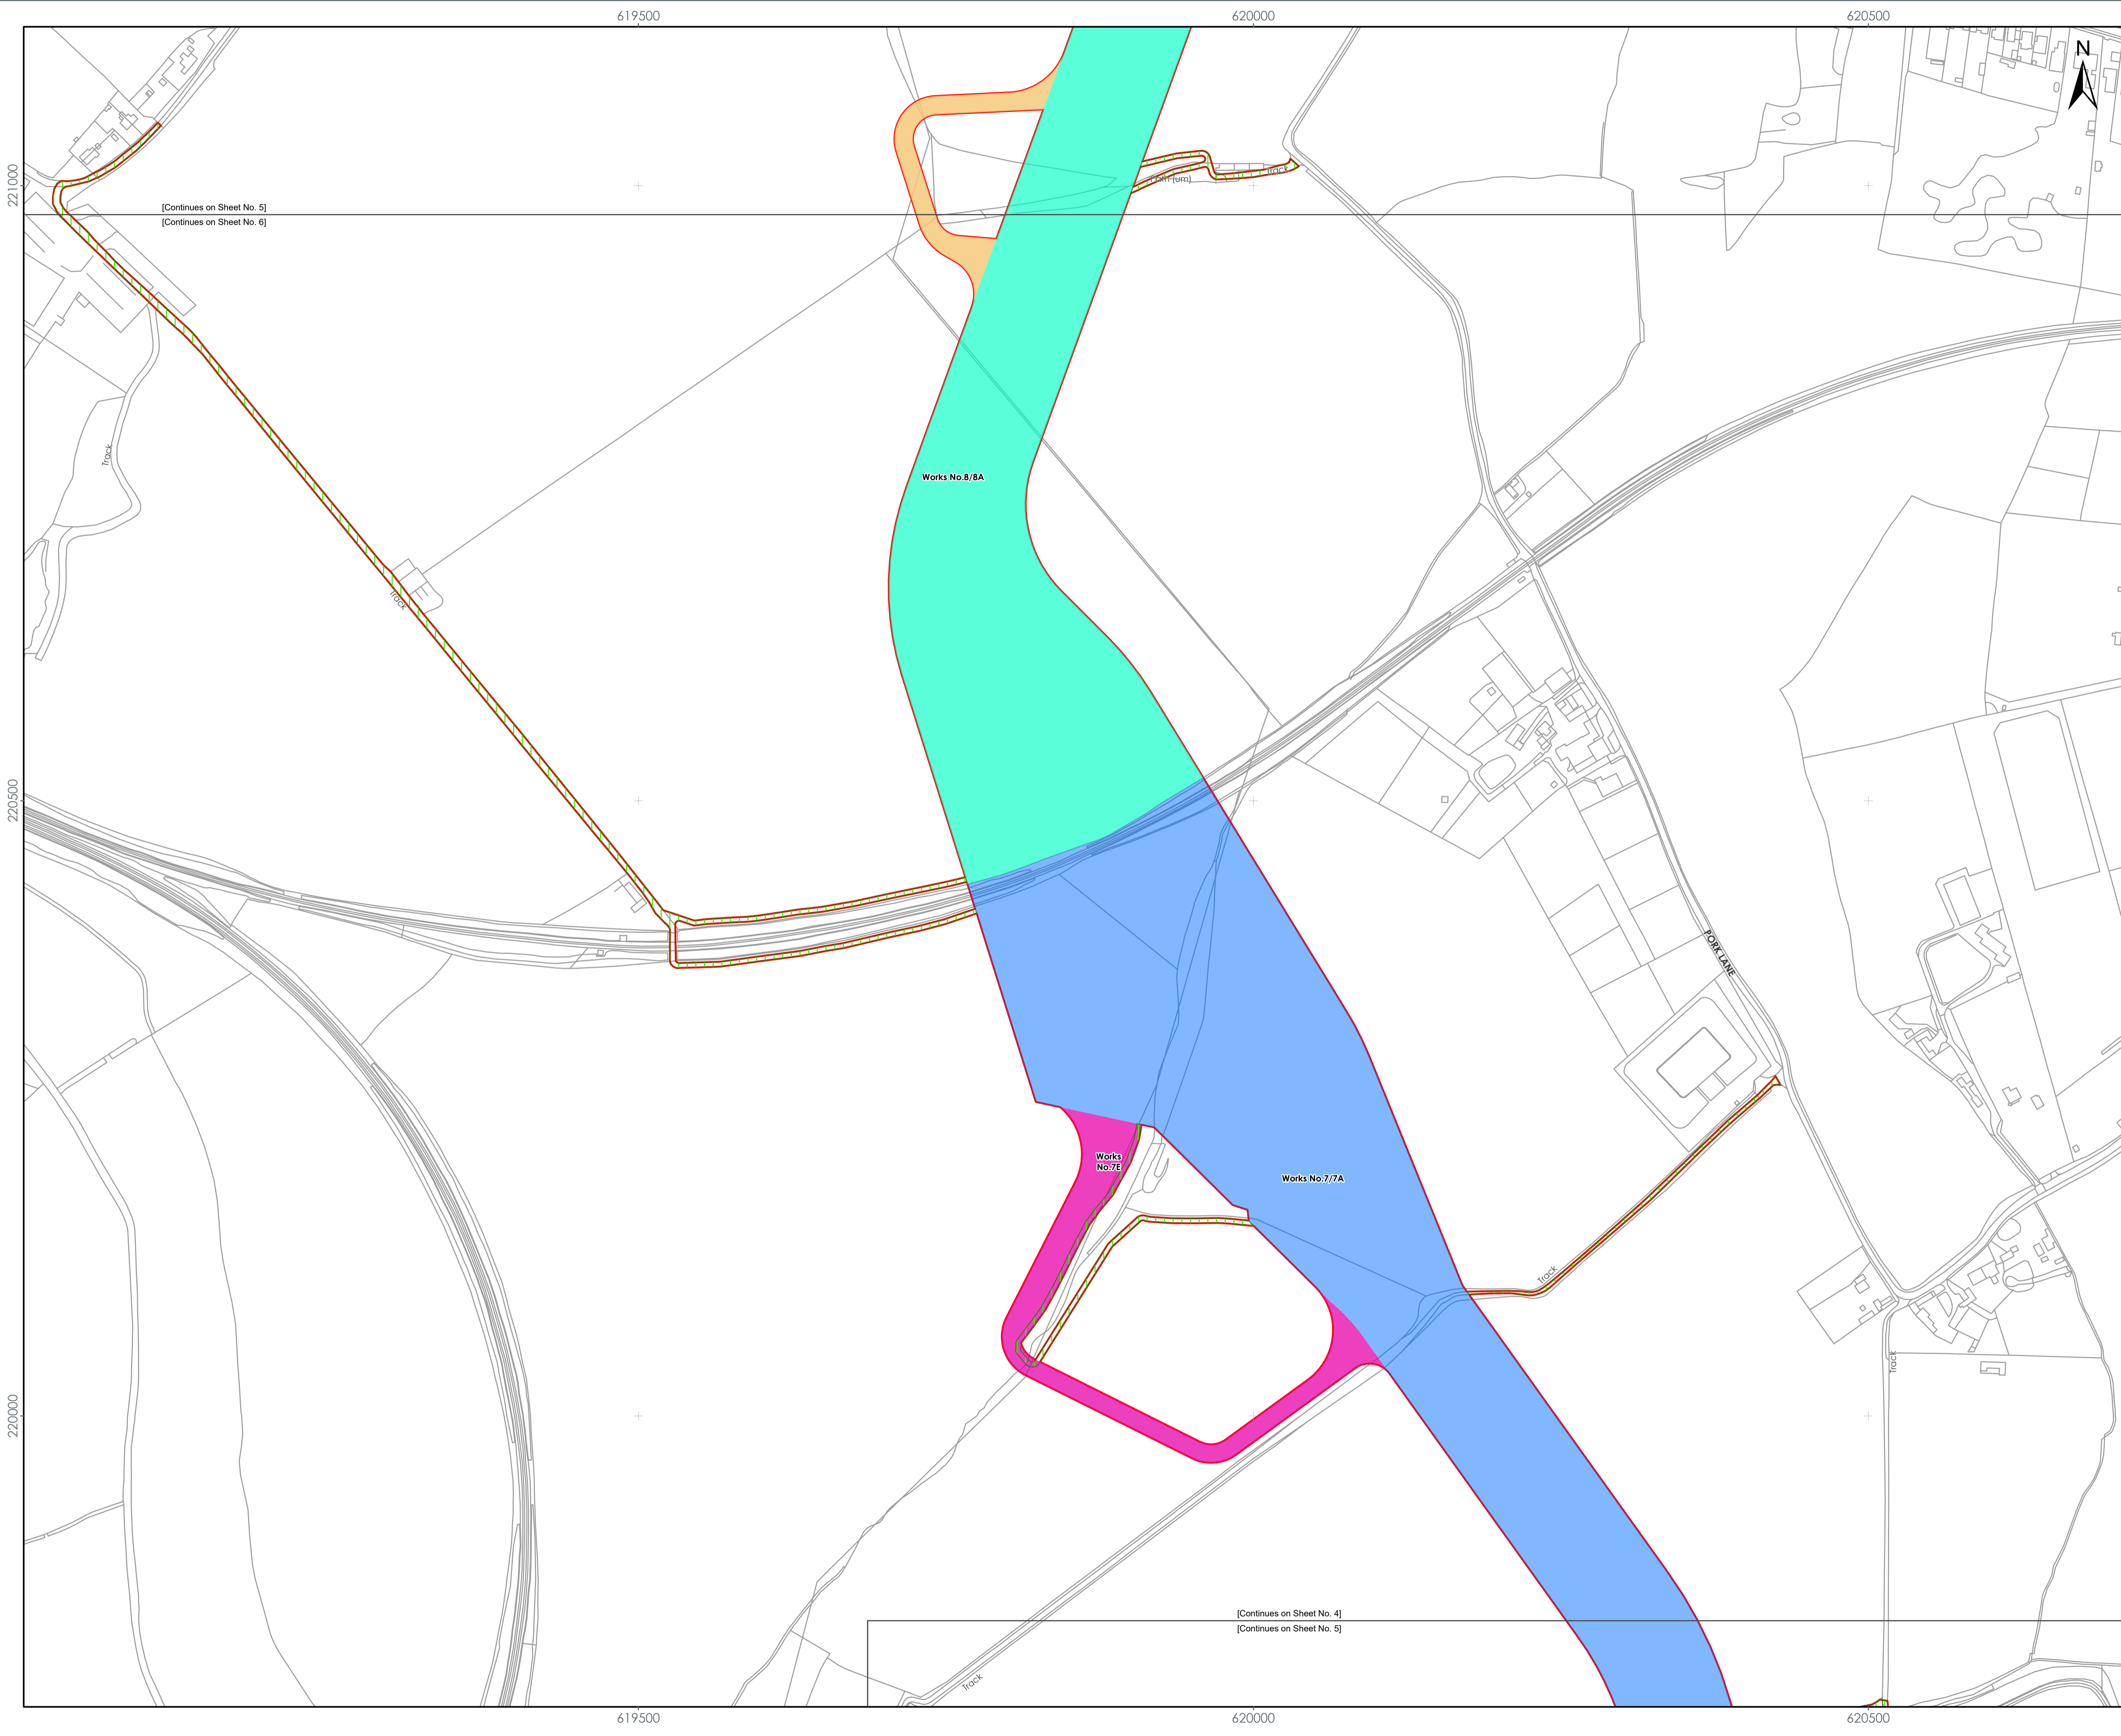 619500
620000
620500
N
221000
Track
[Continues on Sheet No. 5]
[Continues on Sheet No. 6]
Track
Works No.8/8A
Track
220500
PORK LANE
Works
No.7E
Works No.7/7A
Track
Track
220000
[Continues on Sheet No. 4]
[Continues on Sheet No. 5]
Track
619500
620000
620500